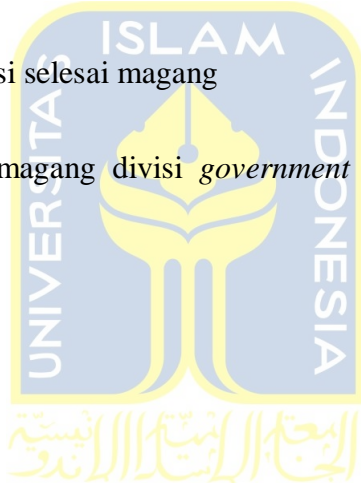 ISLAM
si selesai magang
magang divisi government
UNIVERSITAS
INDONESIA